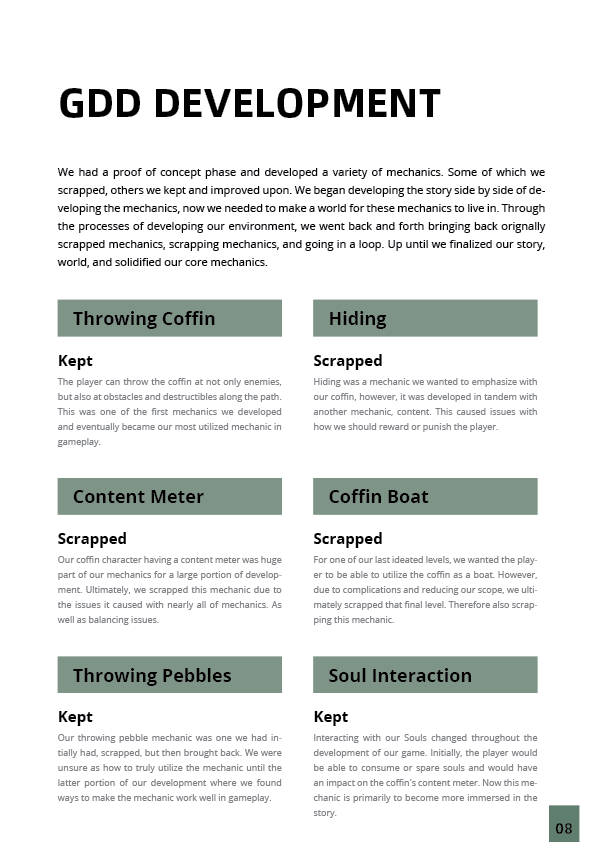 GDD DEVELOPMENT
We had a proof of concept phase and developed a variety of mechanics. Some of which we
scrapped, others we kept and improved upon. We began developing the story side by side of de-
veloping the mechanics, now we needed to make a world for these mechanics to live in. Through
the processes of developing our environment, we went back and forth bringing back orignally
scrapped mechanics, scrapping mechanics, and going in a loop. Up until we finalized our story,
world, and solidified our core mechanics.
Throwing Coffin
Kept
The player can throw the coffin at not only enemies,
but also at obstacles and destructibles along the path.
This was one of the first mechanics we developed
and eventually became our most utilized mechanic in
gameplay.
Hiding
Scrapped
Hiding was a mechanic we wanted to emphasize with
our coffin, however, it was developed in tandem with
another mechanic, content. This caused issues with
how we should reward or punish the player.
Content Meter
Scrapped
Our coffin character having a content meter was huge
part of our mechanics for a large portion of develop-
ment. Ultimately, we scrapped this mechanic due to
the issues it caused with nearly all of mechanics. As
well as balancing issues.
Coffin Boat
Scrapped
For one of our last ideated levels, we wanted the play-
er to be able to utilize the coffin as a boat. However,
due to complications and reducing our scope, we ulti-
mately scrapped that final level. Therefore also scrap-
ping this mechanic.
Throwing Pebbles
Kept
Our throwing pebble mechanic was one we had in-
tially had, scrapped, but then brought back. We were
unsure as how to truly utilize the mechanic until the
latter portion of our development where we found
ways to make the mechanic work well in gameplay.
Soul Interaction
Kept
Interacting with our Souls changed throughout the
development of our game. Initially, the player would
be able to consume or spare souls and would have
an impact on the coffin's content meter. Now this me-
chanic is primarily to become more immersed in the
story.
08